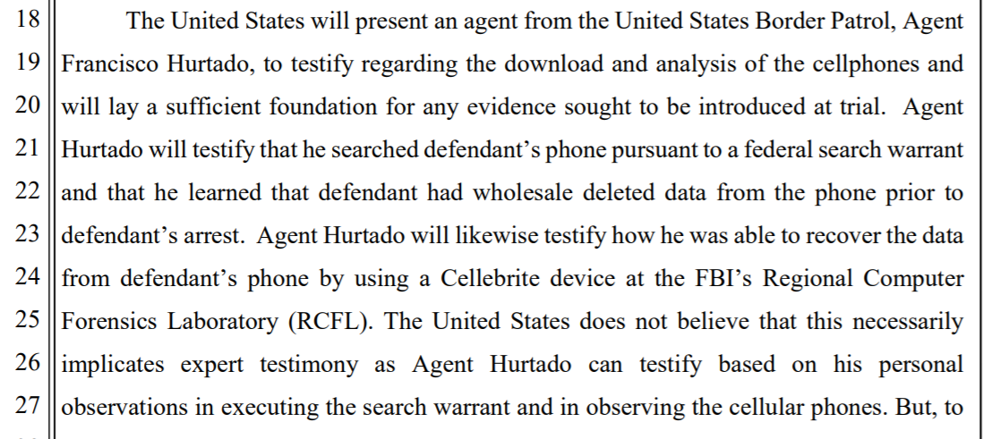 18 The United States will present an agent from the United States Border Patrol, Agent
19 Francisco Hurtado, to testify regarding the download and analysis of the cellphones and
20 will lay a sufficient foundation for any evidence sought to be introduced at trial.  Agent
21 Hurtado will testify that he searched defendant’s phone pursuant to a federal search warrant
22 and that he learned that defendant had wholesale deleted data from the phone prior to
23 defendant’s arrest.  Agent Hurtado will likewise testify how he was able to recover the data
24 from defendant’s phone by using a Cellebrite device at the FBI’s Regional Computer
25 Forensics Laboratory (RCFL). The United States does not believe that this necessarily
26 implicates expert testimony as Agent Hurtado can testify based on his personal
27 observations in executing the search warrant and in observing the cellular phones. But, to